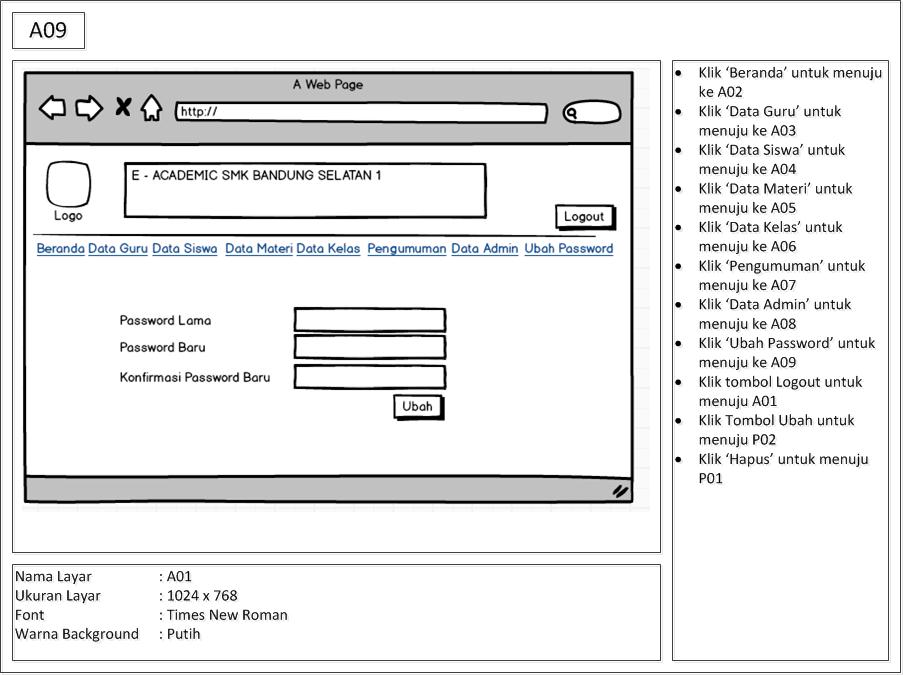 A09
A Web Page
http://
E - ACADEMIC SMK BANDUNG SELATAN 1
Logo
Logout
Beranda Data Guru Data Siswa Data Materi Data Kelas Pengumuman Data Admin Ubah Password
Password Lama
Password Baru
Konfirmasi Password Baru
Ubah
• Klik ‘Beranda’ untuk menuju
ke A02
• Klik ‘Data Guru’ untuk
menuju ke A03
• Klik ‘Data Siswa’ untuk
menuju ke A04
• Klik ‘Data Materi’ untuk
menuju ke A05
• Klik ‘Data Kelas’ untuk
menuju ke A06
• Klik ‘Pengumuman’ untuk
menuju ke A07
• Klik ‘Data Admin’ untuk
menuju ke A08
• Klik ‘Ubah Password’ untuk
menuju ke A09
• Klik tombol Logout untuk
menuju A01
• Klik Tombol Ubah untuk
menuju P02
• Klik ‘Hapus’ untuk menuju
P01
Nama Layar : A01
Ukuran Layar : 1024 x 768
Font : Times New Roman
Warna Background : Putih